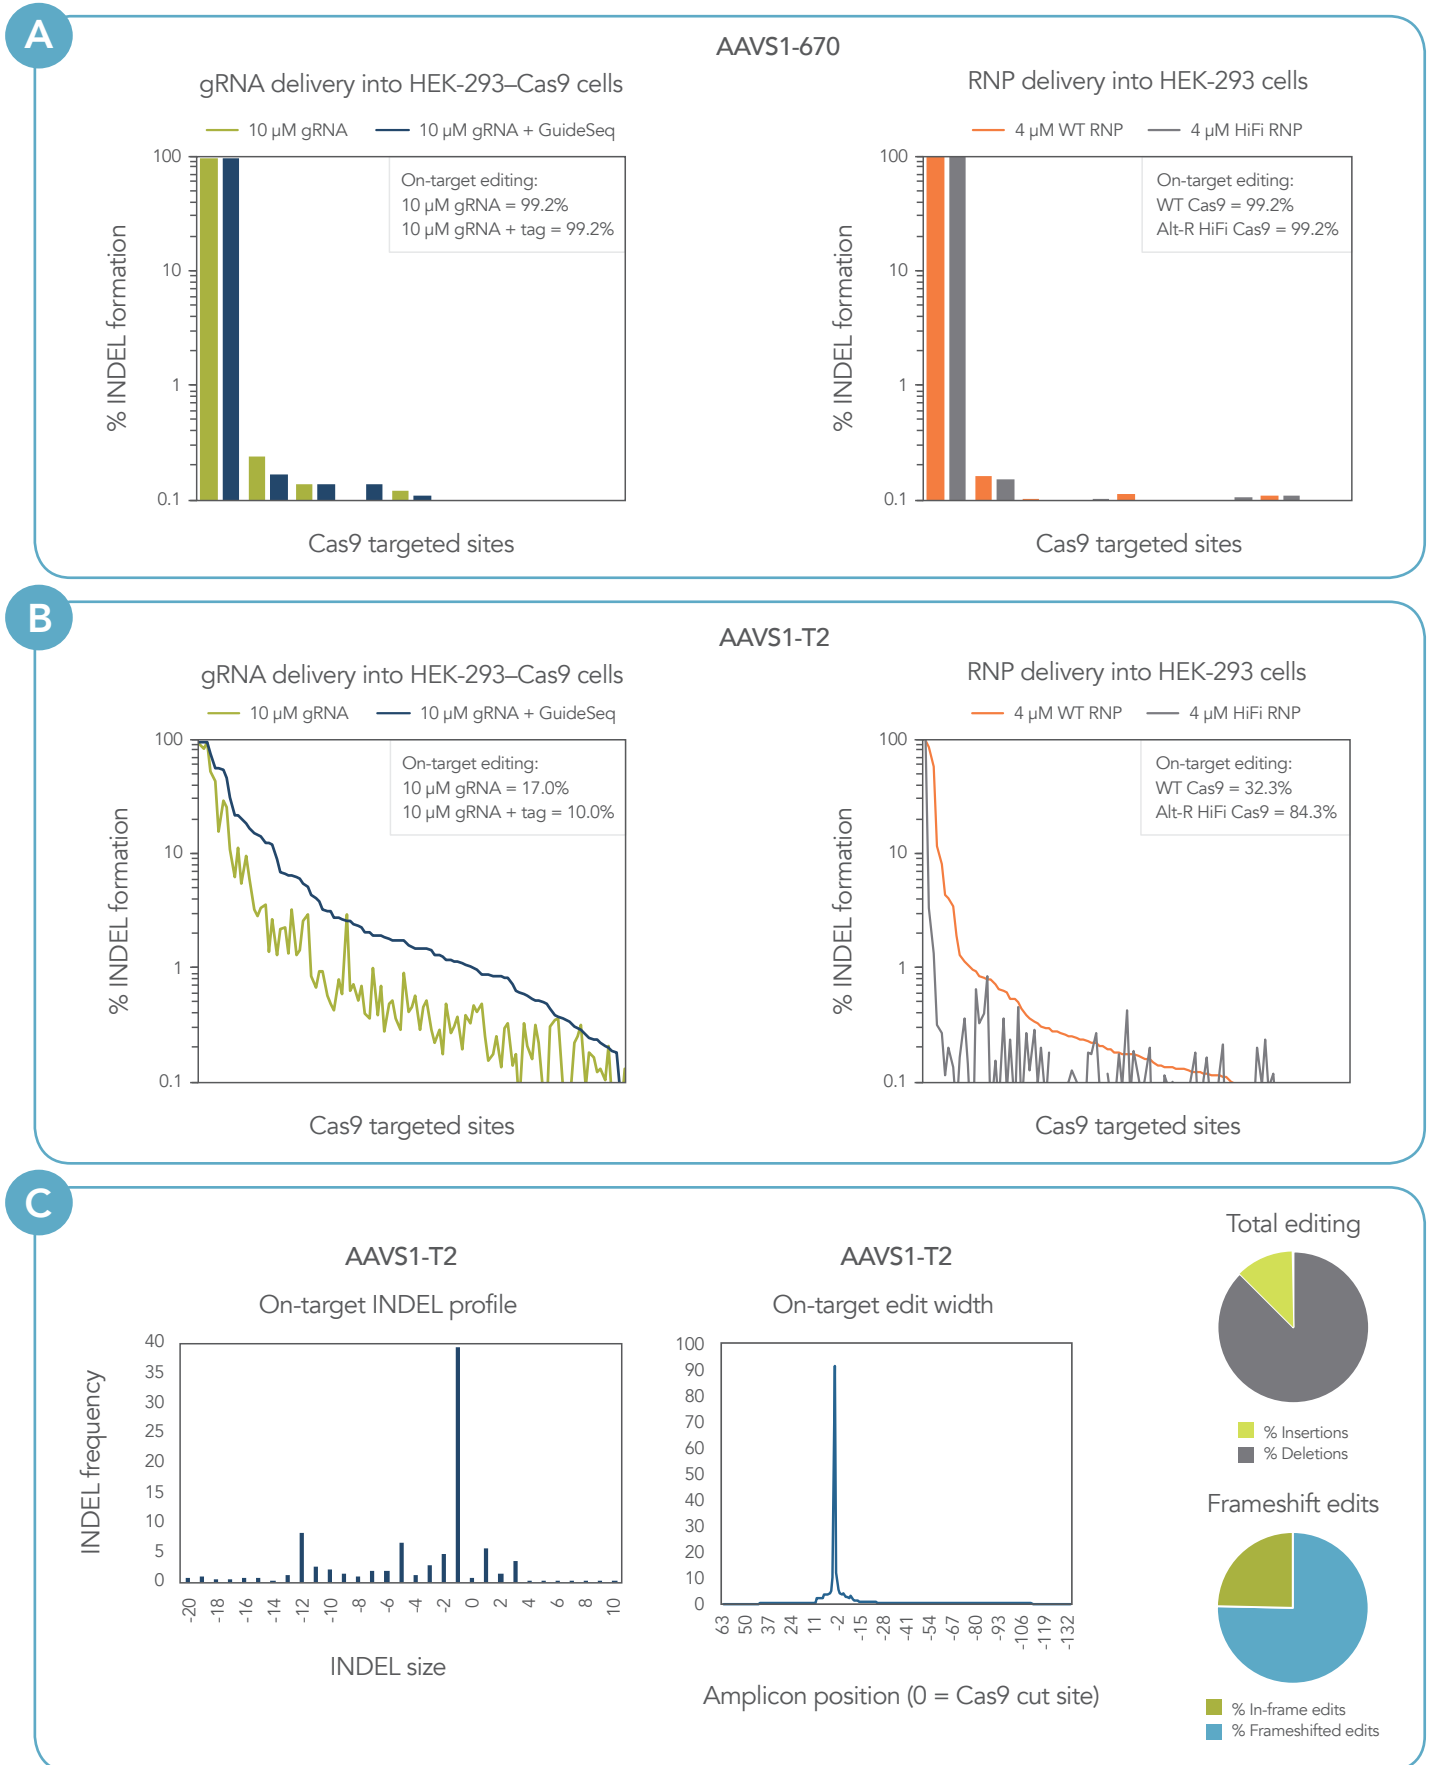 A
AAVS1-670
gRNA delivery into HEK-293–Cas9 cells
10 µM gRNA
10 µM gRNA + GuideSeq
% INDEL formation
100
10
1
0.1
On-target editing:
10 µM gRNA = 99.2%
10 µM gRNA + tag = 99.2%
Cas9 targeted sites
RNP delivery into HEK-293 cells
4 µM WT RNP
4 µM HiFi RNP
% INDEL formation
100
10
1
0.1
On-target editing:
WT Cas9 = 99.2%
Alt-R HiFi Cas9 = 99.2%
Cas9 targeted sites
B
AAVS1-T2
gRNA delivery into HEK-293–Cas9 cells
10 µM gRNA
10 µM gRNA + GuideSeq
% INDEL formation
100
10
1
0.1
On-target editing:
10 µM gRNA = 17.0%
10 µM gRNA + tag = 10.0%
Cas9 targeted sites
RNP delivery into HEK-293 cells
4 µM WT RNP
4 µM HiFi RNP
% INDEL formation
100
10
1
0.1
On-target editing:
WT Cas9 = 32.3%
Alt-R HiFi Cas9 = 84.3%
Cas9 targeted sites
C
AAVS1-T2
On-target INDEL profile
INDEL frequency
40
35
30
25
20
15
10
5
0
-20 -18 -16 -14 -12 -10 -8 -6 -4 -2 0 2 4 6 8 10
INDEL size
AAVS1-T2
On-target edit width
100
90
80
70
60
50
40
30
20
10
0
63 50 37 24 11 -2 -15 -28 -41 -54 -67 -80 -93 -106 -119 -132
Amplicon position (0 = Cas9 cut site)
Total editing
% Insertions
% Deletions
Frameshift edits
% In-frame edits
% Frameshifted edits